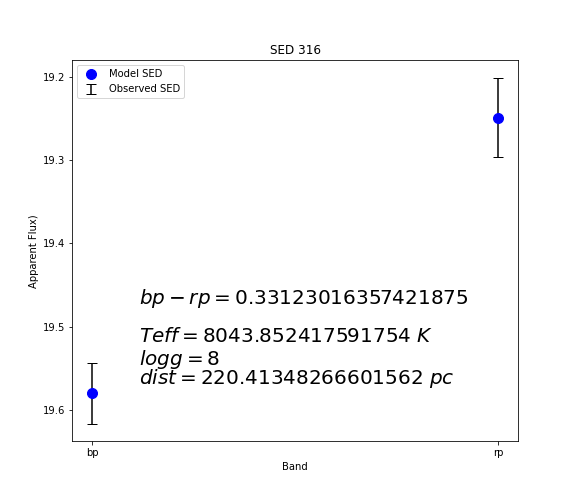 SED 316
Model SED
Observed SED
19.2
19.3
19.4
19.5
19.6
Apparent Flux)
bp − rp = 0.33123016357421875
Teff = 8043.852417591754 K
logg = 8
dist = 220.41348266601562 pc
bp
rp
Band